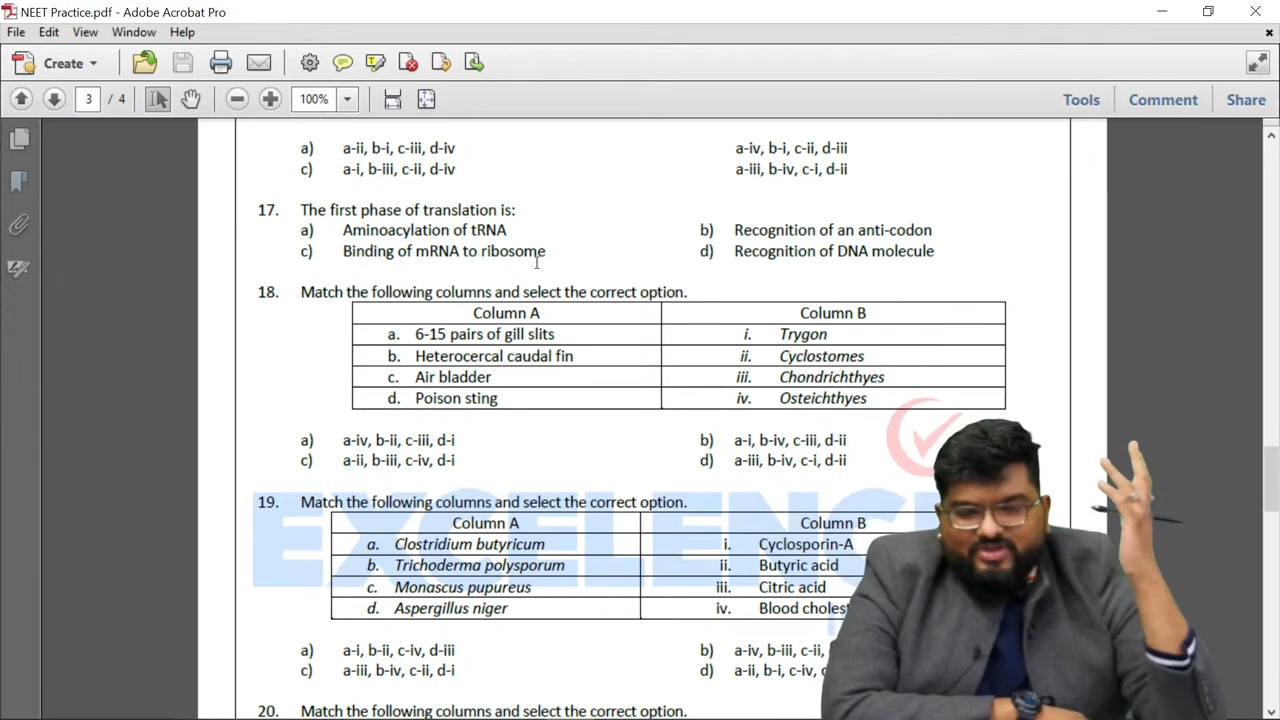 NEET Practice.pdf - Adobe Acrobat Pro
File Edit View Window Help
Create
3 / 4 100% Tools Comment Share
a) a-ii, b-i, c-iii, d-iv a-iv, b-i, c-ii, d-iii
c) a-i, b-iii, c-ii, d-iv a-iii, b-iv, c-i, d-ii
17. The first phase of translation is:
a) Aminoacylation of tRNA b) Recognition of an anti-codon
c) Binding of mRNA to ribosome d) Recognition of DNA molecule
18. Match the following columns and select the correct option.
Column A Column B
a. 6-15 pairs of gill slits i. Trygon
b. Heterocercal caudal fin ii. Cyclostomes
c. Air bladder iii. Chondrichthyes
d. Poison sting iv. Osteichthyes
a) a-iv, b-ii, c-iii, d-i b) a-i, b-iv, c-iii, d-ii
c) a-ii, b-iii, c-iv, d-i d) a-iii, b-iv, c-i, d-ii
19. Match the following columns and select the correct option.
EXCELENC
Column A Column B
a. Clostridium butyricum i. Cyclosporin-A
b. Trichoderma polysporum ii. Butyric acid
c. Monascus pupureus iii. Citric acid
d. Aspergillus niger iv. Blood
a) a-i, b-ii, c-iv, d-iii b) a-iv, b-iii, c-ii,
c) a-iii, b-iv, c-ii, d-i d) a-ii, b-i, c-iv,
20. Match the following columns and select the correct option.